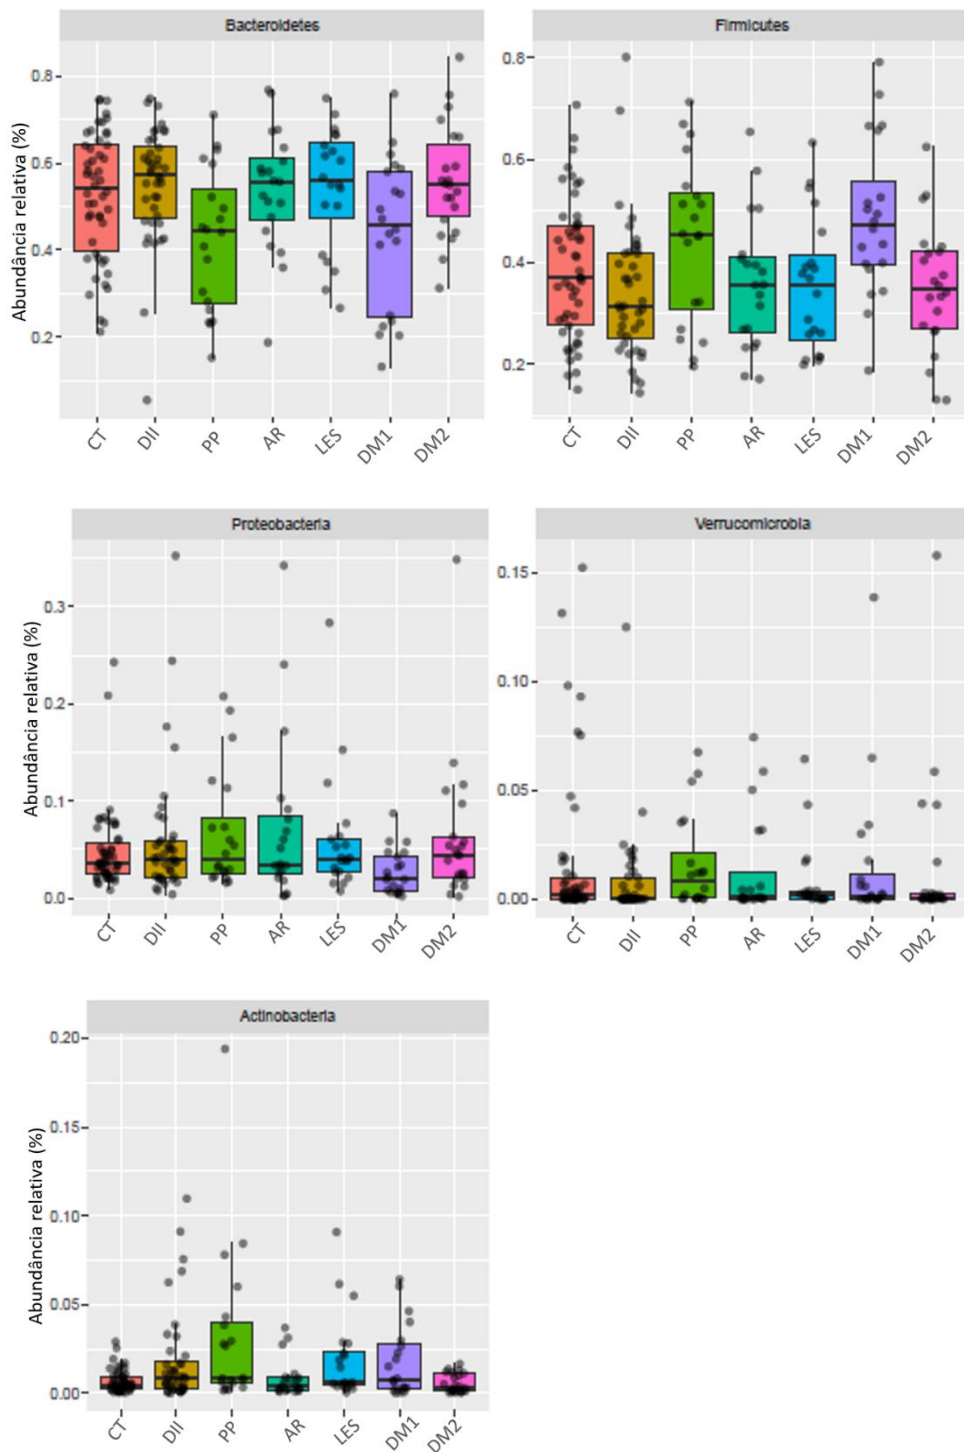 Bacteroidetes
Abundância relativa (%)
0.8
0.6
0.4
0.2
CT DII PP AR LES DM1 DM2
Firmicutes
0.8
0.6
0.4
0.2
CT DII PP AR LES DM1 DM2
Proteobacteria
Abundância relativa (%)
0.3
0.2
0.1
0.0
CT DII PP AR LES DM1 DM2
Verrucomicrobia
0.15
0.10
0.05
0.00
CT DII PP AR LES DM1 DM2
Actinobacteria
Abundância relativa (%)
0.20
0.15
0.10
0.05
0.00
CT DII PP AR LES DM1 DM2